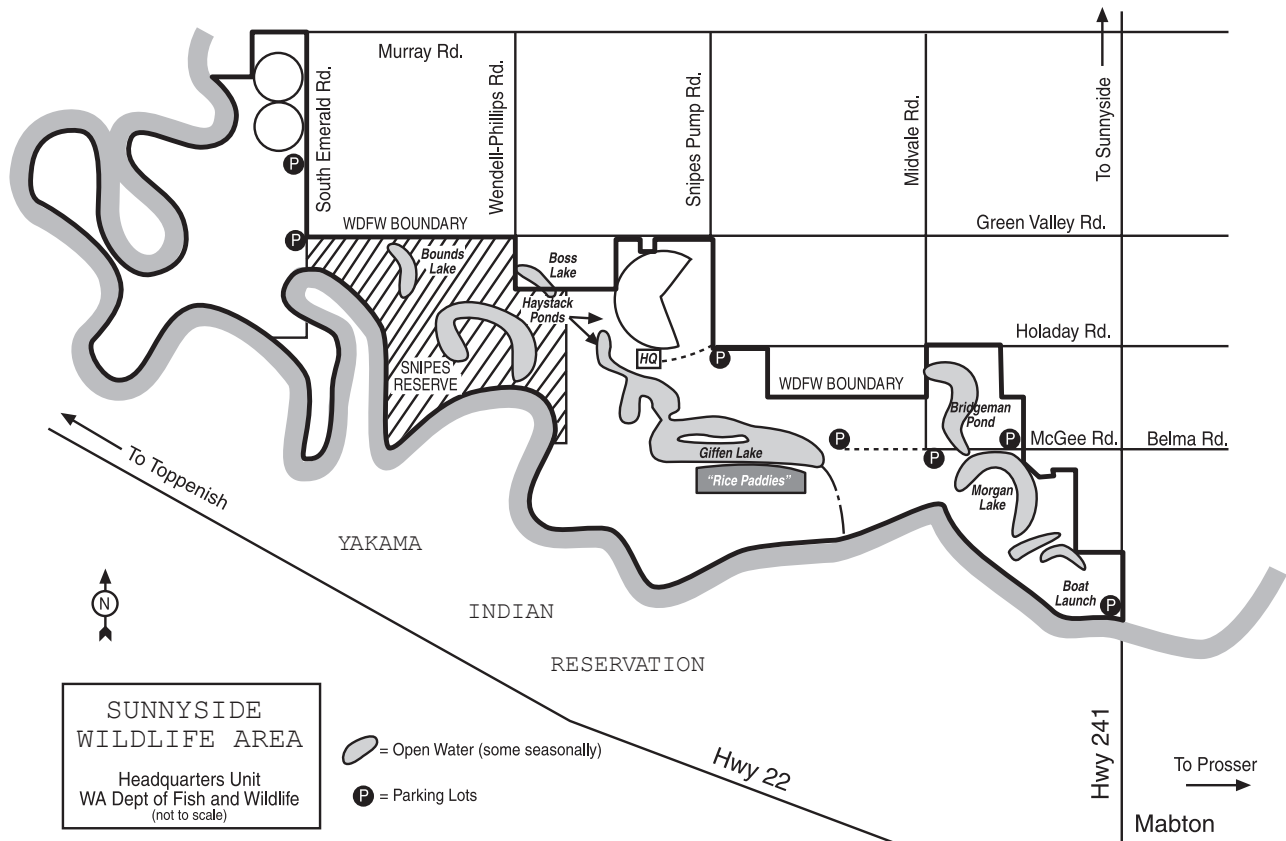 Murray Rd.
South Emerald Rd.
Wendell-Phillips Rd.
Snipes Pump Rd.
Midvale Rd.
To Sunnyside
P
WDFW BOUNDARY
Green Valley Rd.
P
Bounds
Lake
Boss
Lake
Haystack
Ponds
Holaday Rd.
HQ
P
SNIPES
RESERVE
WDFW BOUNDARY
Bridgeman
Pond
To Toppenish
Giffen Lake
P
P
P
McGee Rd.
Belma Rd.
"Rice Paddies"
Morgan
Lake
YAKAMA
INDIAN
RESERVATION
Boat
Launch
P
N
SUNNYSIDE
WILDLIFE AREA
Headquarters Unit
WA Dept of Fish and Wildlife
(not to scale)
= Open Water (some seasonally)
P = Parking Lots
Hwy 22
Hwy 241
To Prosser
Mabton